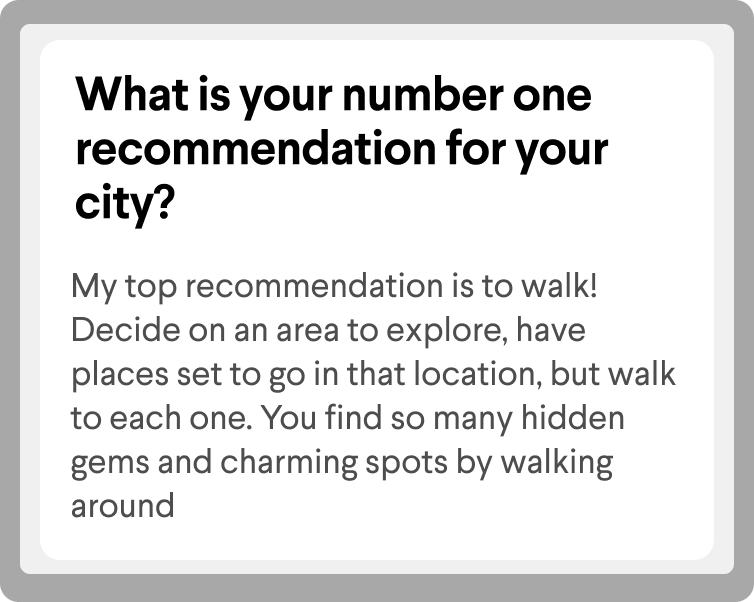 What is your number one
recommendation for your
city?
My top recommendation is to walk!
Decide on an area to explore, have
places set to go in that location, but walk
to each one. You find so many hidden
gems and charming spots by walking
around